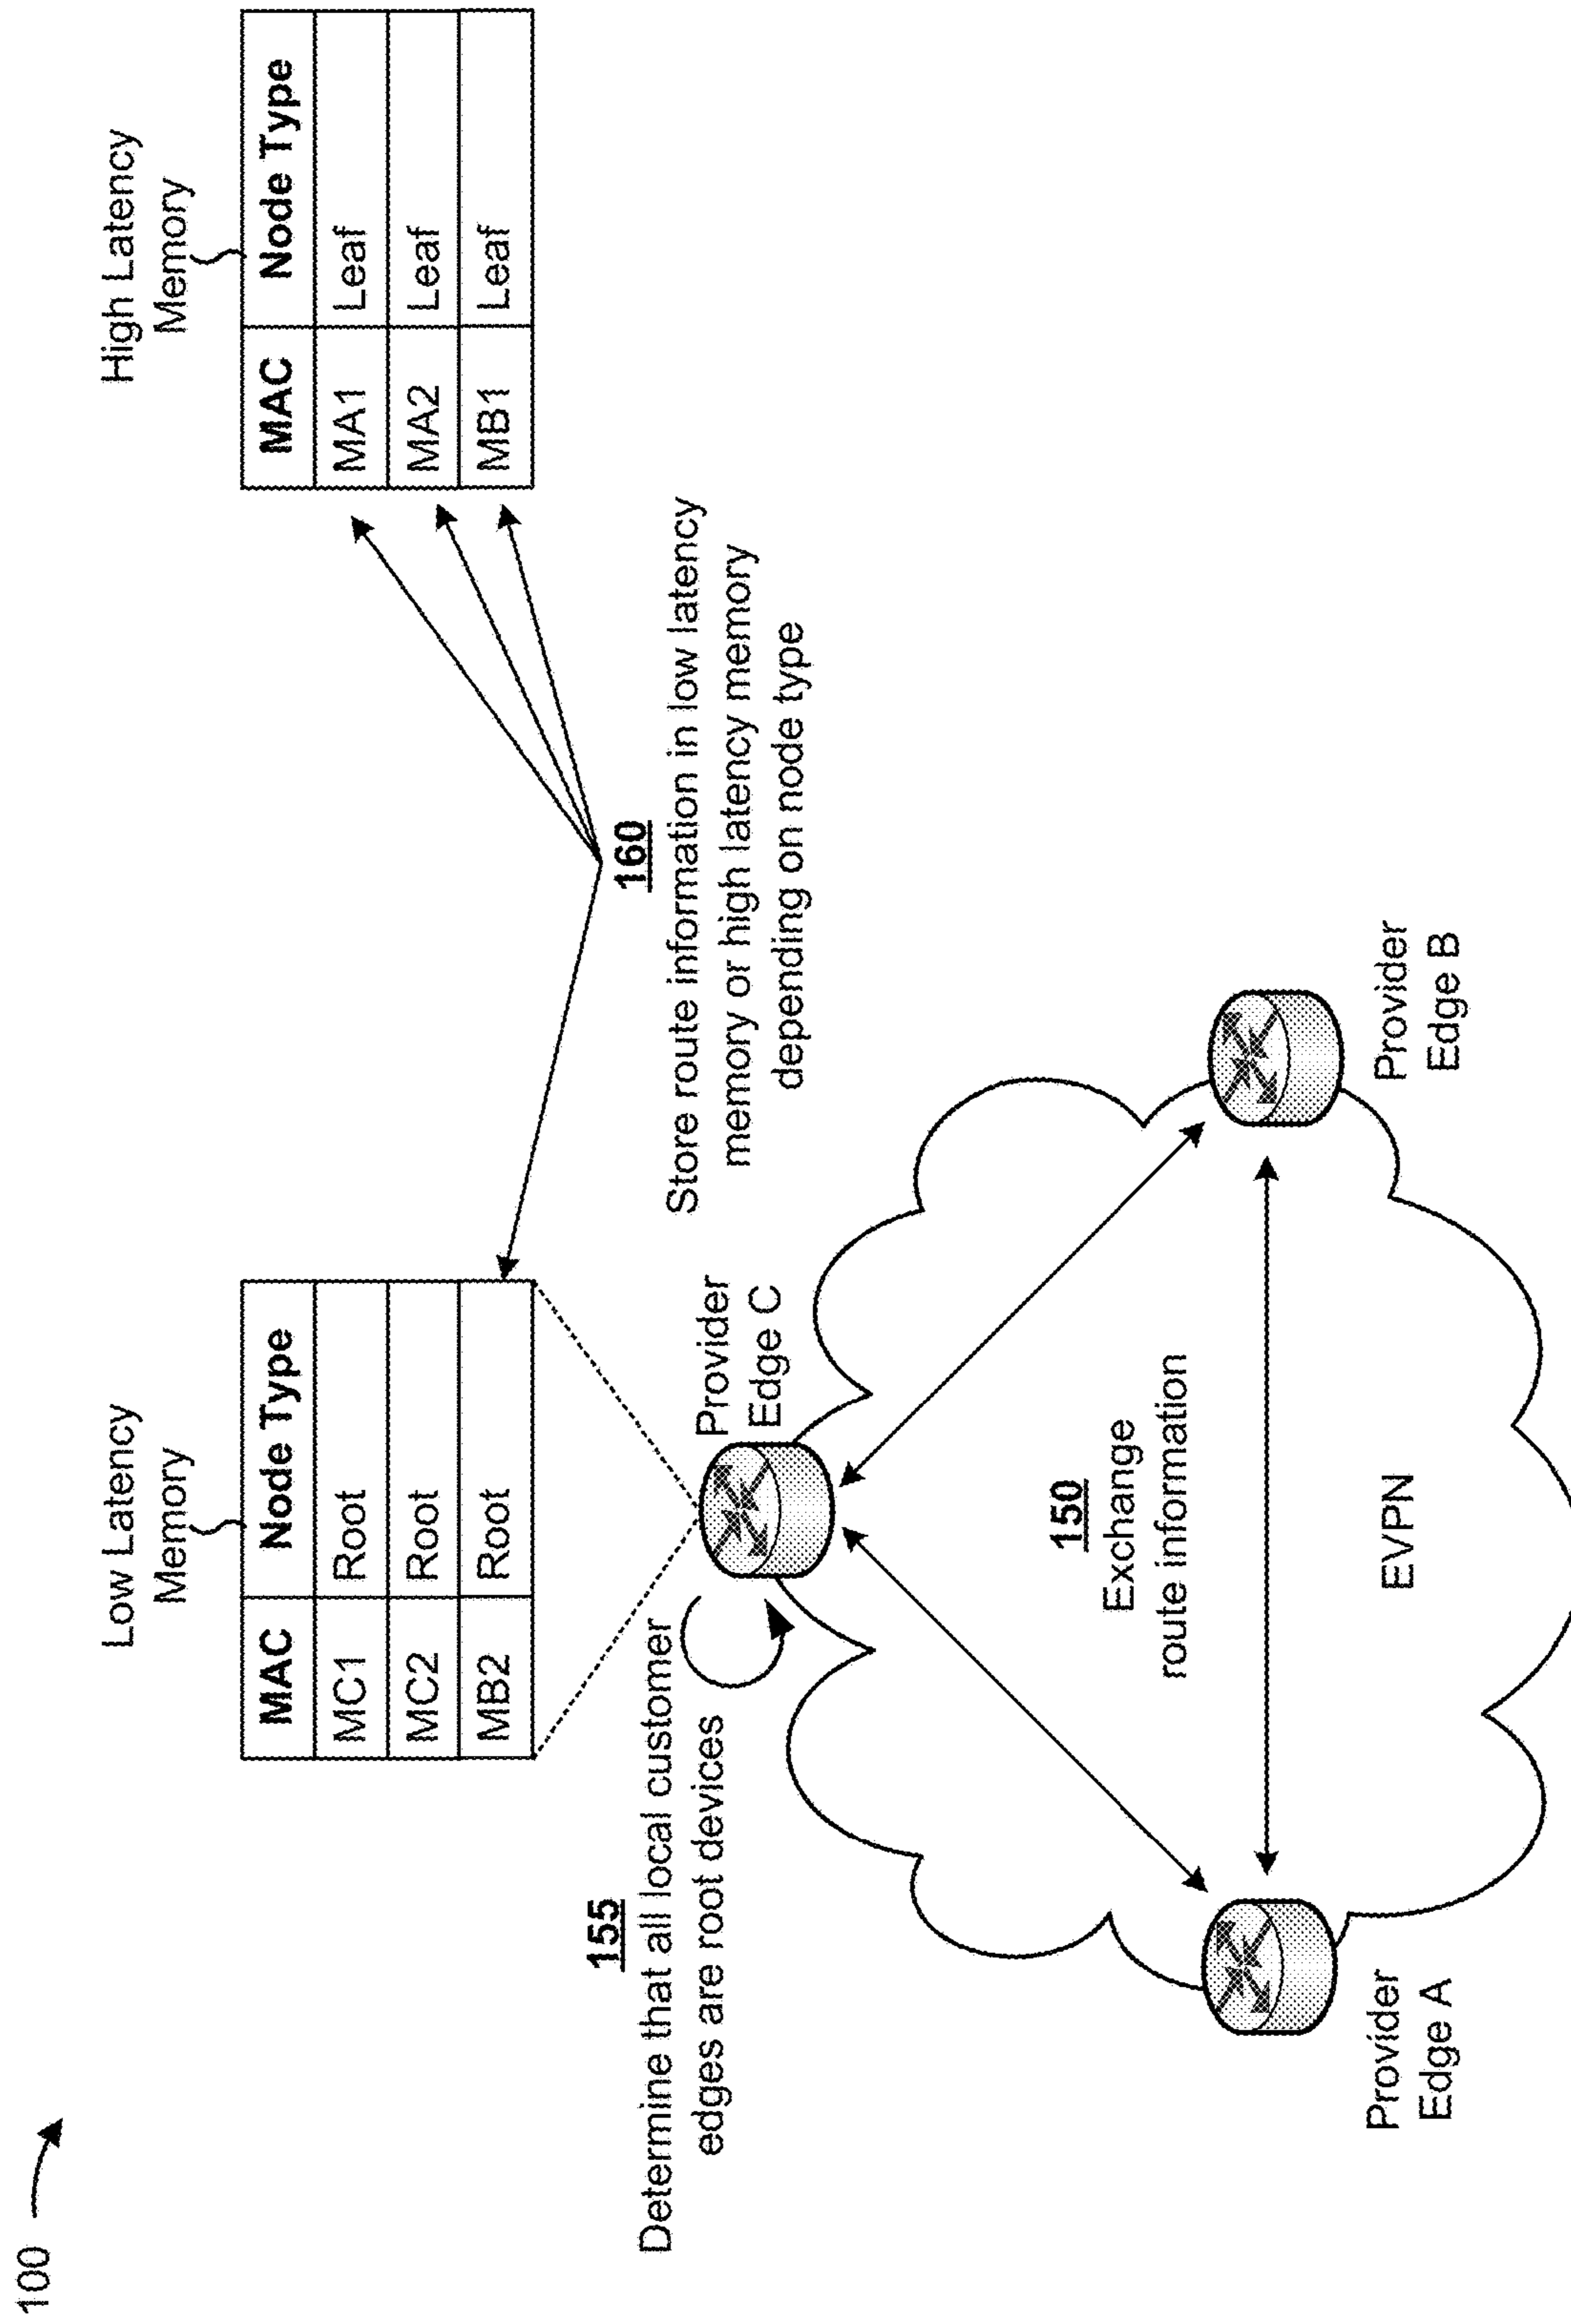 100
Low Latency
Memory
MAC Node Type
MC1 Root
MC2 Root
MB2 Root
High Latency
Memory
MAC Node Type
MA1 Leaf
MA2 Leaf
MB1 Leaf
155
Determine that all local customer
edges are root devices
Provider
Edge C
160
Store route information in low latency
memory or high latency memory
depending on node type
150
Exchange
route information
EVPN
Provider
Edge A
Provider
Edge B